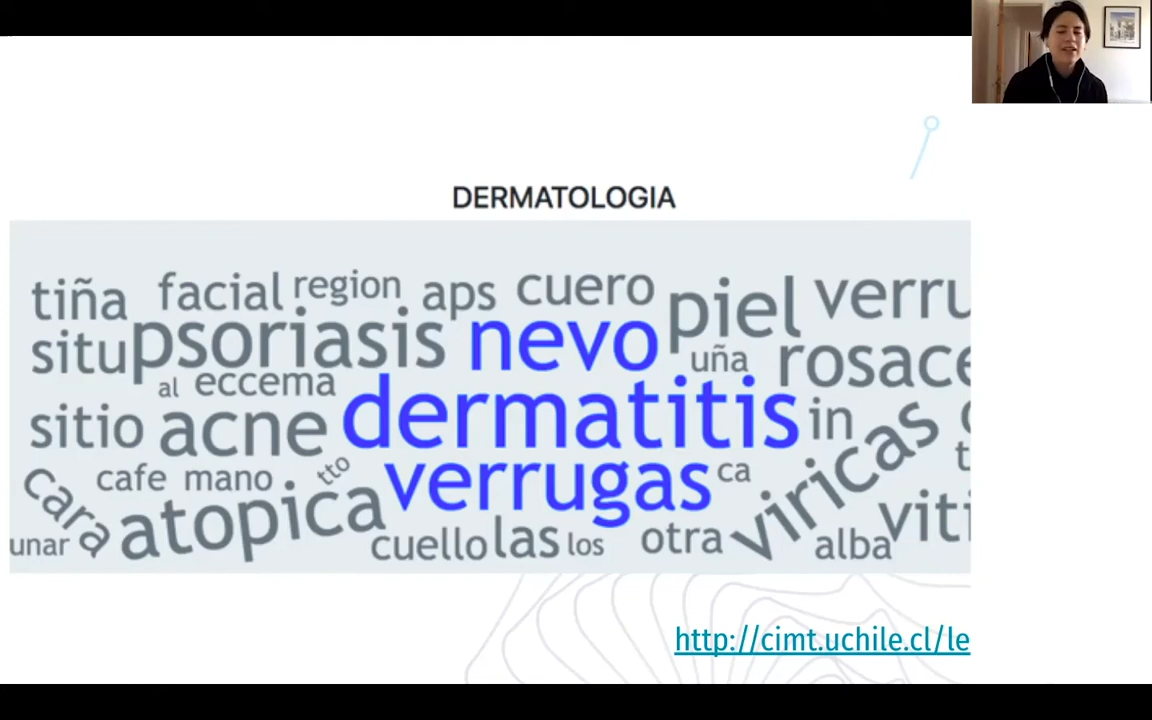 DERMATOLOGIA
tiña facial region aps cuero piel verru
situ psoriasis nevo uña rosace
al eccema
sitio acne dermatitis in
cara cafe mano tto verrugas ca viricas
unar atopica cuello las los otra alba viti
http://cimt.uchile.cl/le